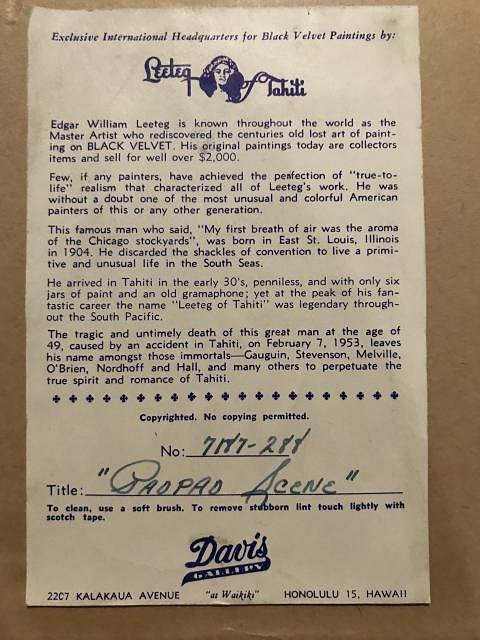 Exclusive International Headquarters for Black Velvet Paintings by:
Leeteg of Tahiti
Edgar William Leeteg is known throughout the world as the
Master Artist who rediscovered the centuries old lost art of paint-
ing on BLACK VELVET. His original paintings today are collectors
items and sell for well over $2,000.
Few, if any painters, have achieved the penfection of "true-to-
life" realism that characterized all of Leeteg's work. He was
without a doubt one of the most unusual and colorful American
painters of this or any other generation.
This famous man who said, "My first breath of air was the aroma
of the Chicago stockyards", was born in East St. Louis, Illinois
in 1904. He discarded the shackles of convention to live a primi-
tive and unusual life in the South Seas.
He arrived in Tahiti in the early 30's, penniless, and with only six
jars of paint and an old gramaphone; yet at the peak of his fan-
tastic career the name "Leeteg of Tahiti" was legendary through-
out the South Pacific.
The tragic and untimely death of this great man at the age of
49, caused by an accident in Tahiti, on February 7, 1953, leaves
his name amongst those immortals—Gauguin, Stevenson, Melville,
O'Brien, Nordhoff and Hall, and many others to perpetuate the
true spirit and romance of Tahiti.
Copyrighted. No copying permitted.
No:
Title: "PAOPAO SCENE"
To clean, use a soft brush. To remove stubborn lint touch lightly with
scotch tape.
Davis
GALLERY
2207 KALAKAUA AVENUE "at Waikiki" HONOLULU 15, HAWAII